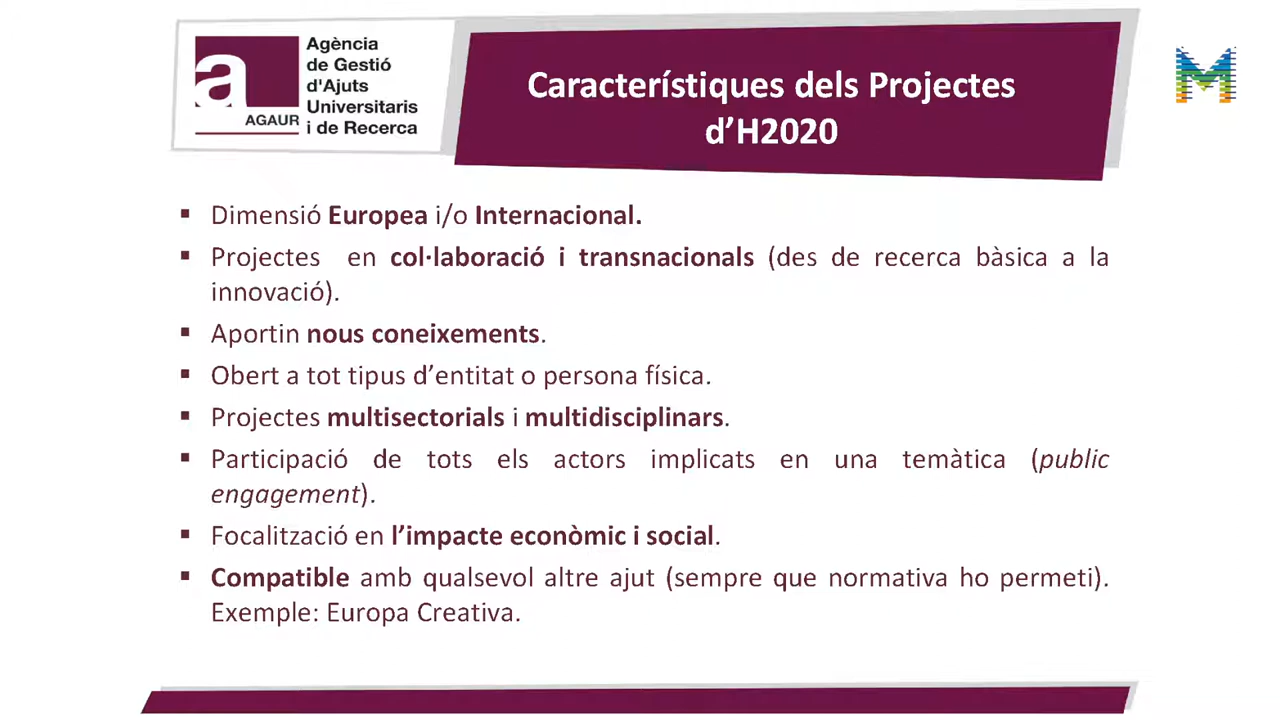 Agència
de Gestió
d'Ajuts
Universitaris
i de Recerca
a
AGAUR
Característiques dels Projectes
d’H2020
M
▪ Dimensió Europea i/o Internacional.
▪ Projectes en col·laboració i transnacionals (des de recerca bàsica a la
innovació).
▪ Aportin nous coneixements.
▪ Obert a tot tipus d’entitat o persona física.
▪ Projectes multisectorials i multidisciplinars.
▪ Participació de tots els actors implicats en una temàtica (public
engagement).
▪ Focalització en l’impacte econòmic i social.
▪ Compatible amb qualsevol altre ajut (sempre que normativa ho permeti).
Exemple: Europa Creativa.